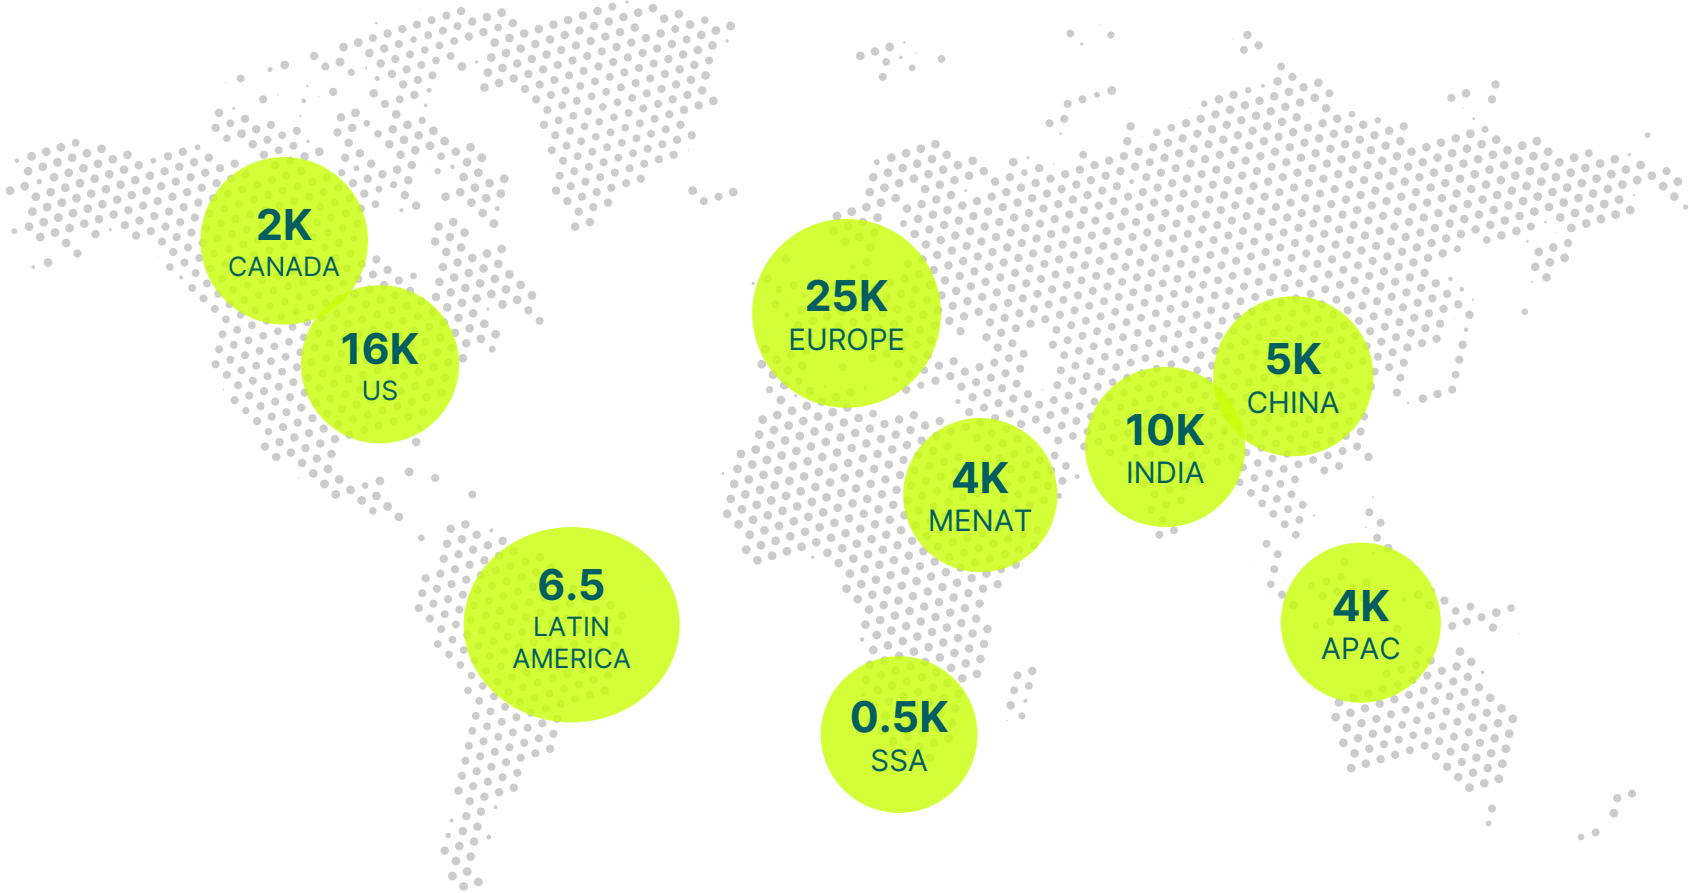 2K
CANADA
16K
US
25K
EUROPE
5K
CHINA
10K
INDIA
4K
MENAT
6.5
LATIN
AMERICA
4K
APAC
0.5K
SSA